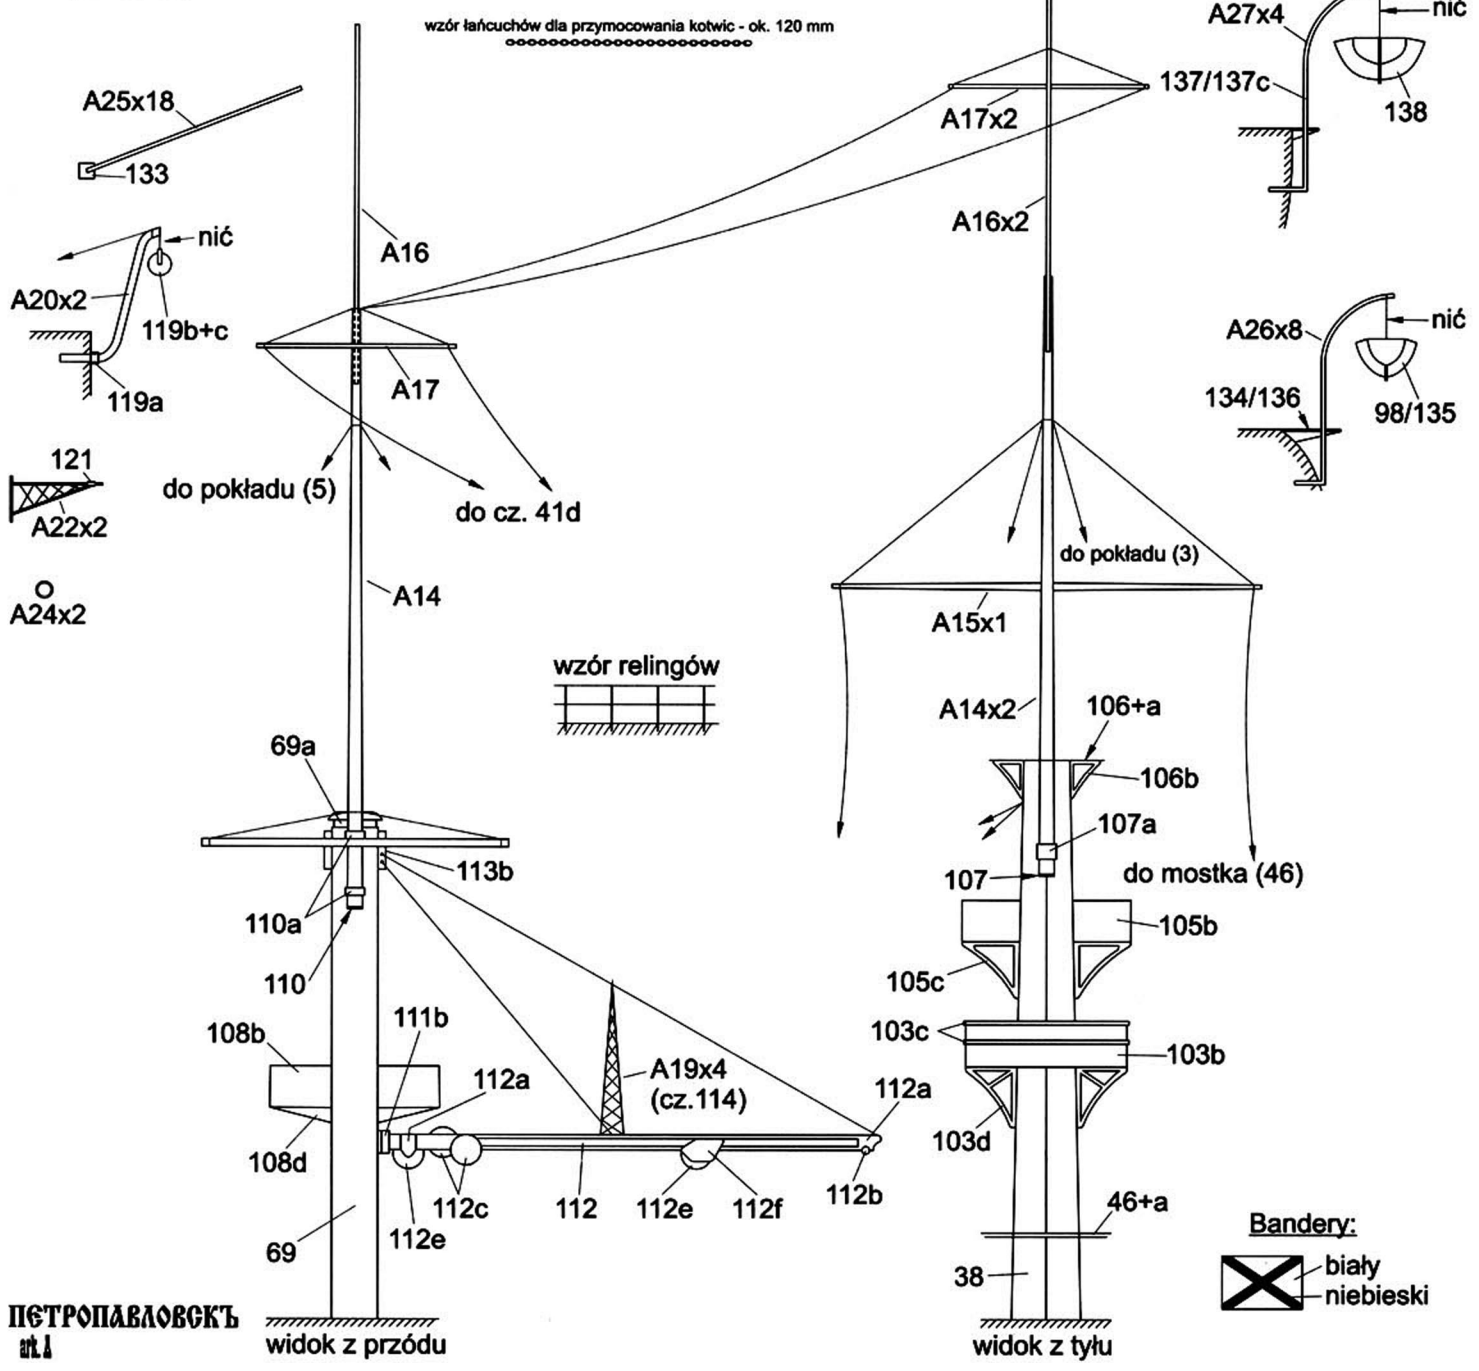 wzór łańcuchów dla przymocowania kotwic - ok. 120 mm
A27x4
nić
137/137c
138
A25x18
133
A17x2
A16
A16x2
nić
A20x2
119b+c
119a
A17
A26x8
nić
134/136
98/135
121
A22x2
do pokładu (5)
do cz. 41d
do pokładu (3)
A24x2
A14
A15x1
wzór relingów
A14x2
106+a
106b
69a
107a
113b
107
do mostka (46)
110a
105b
110
105c
108b
111b
103c
103b
112a
A19x4
(cz.114)
112a
103d
108d
112c
112
112e
112f
112b
112e
46+a
69
38
Bandery:
biały
niebieski
ПЕТРОПАВЛОВСКЪ
ark.A
widok z przódu
widok z tyłu